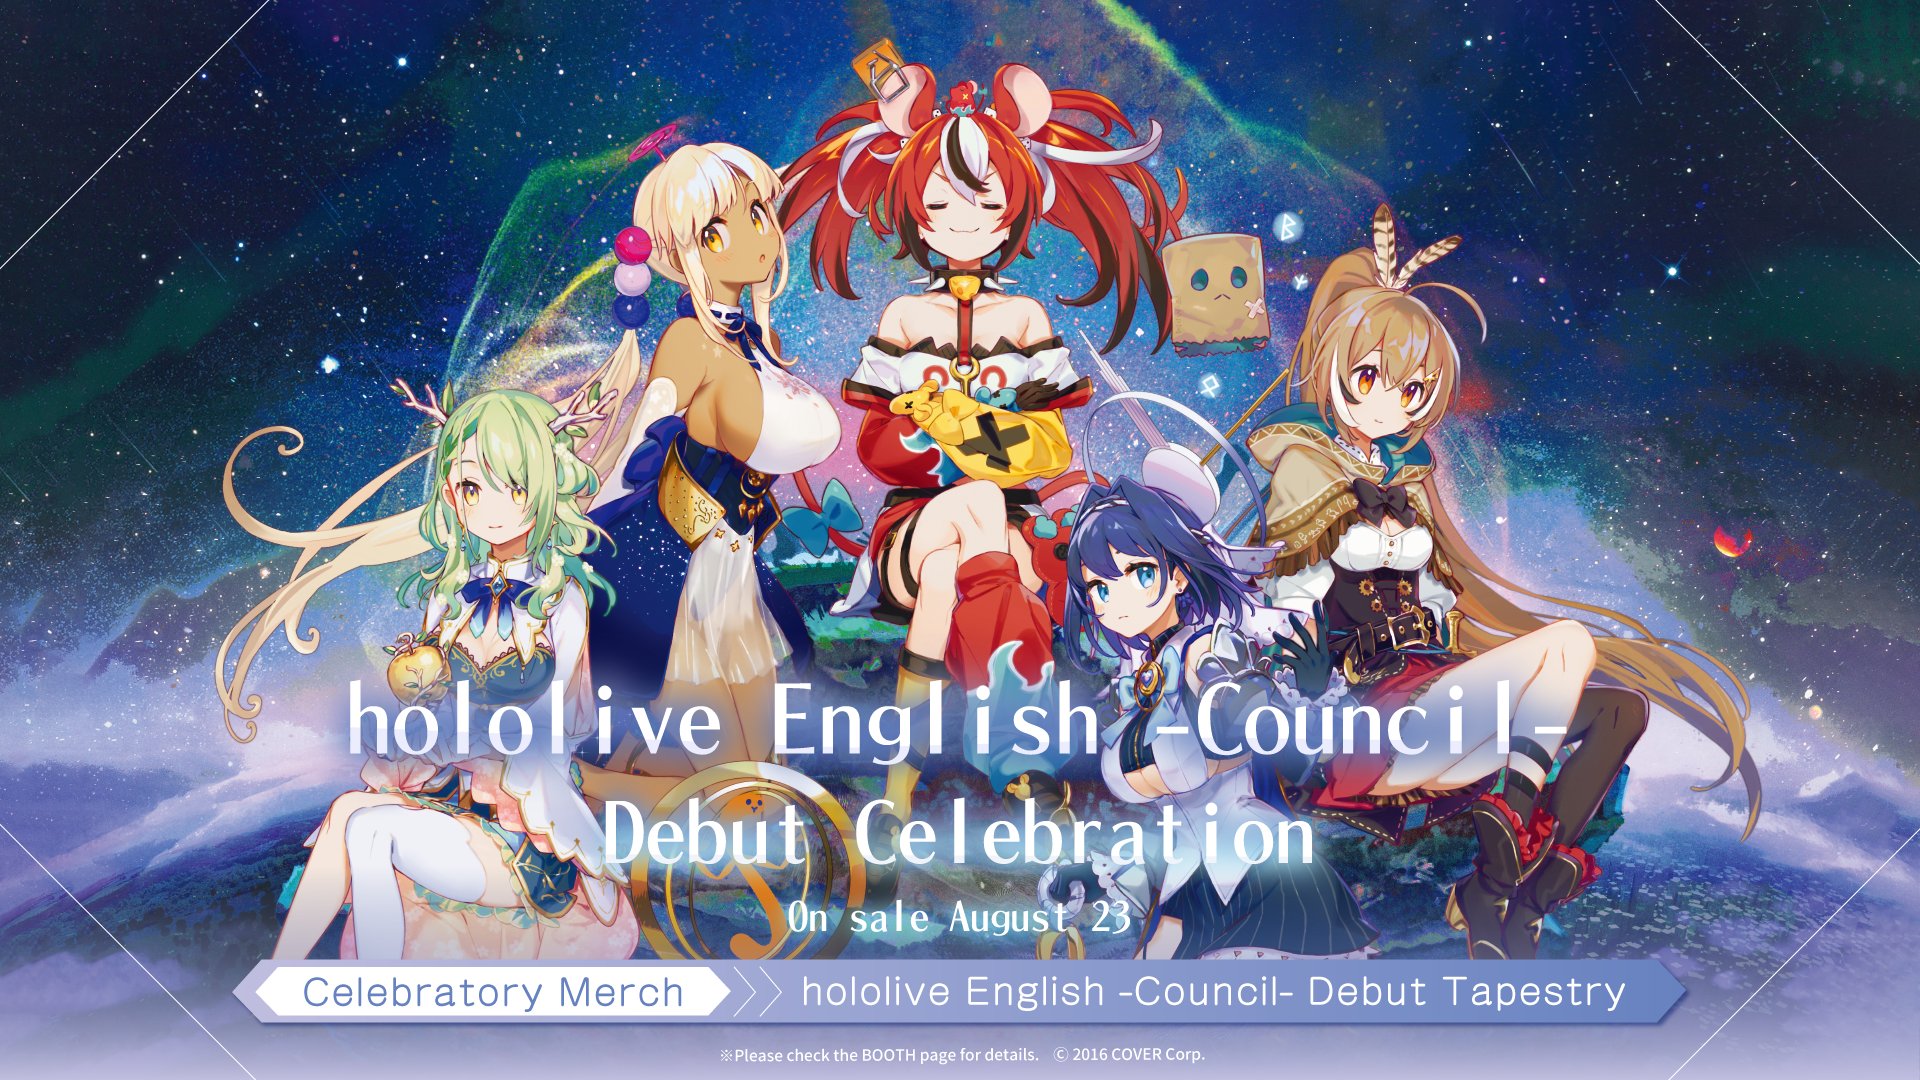 hololive English -Council-
Debut Celebration
On sale August 23
Celebratory Merch
hololive English -Council- Debut Tapestry
※Please check the BOOTH page for details. © 2016 COVER Corp.